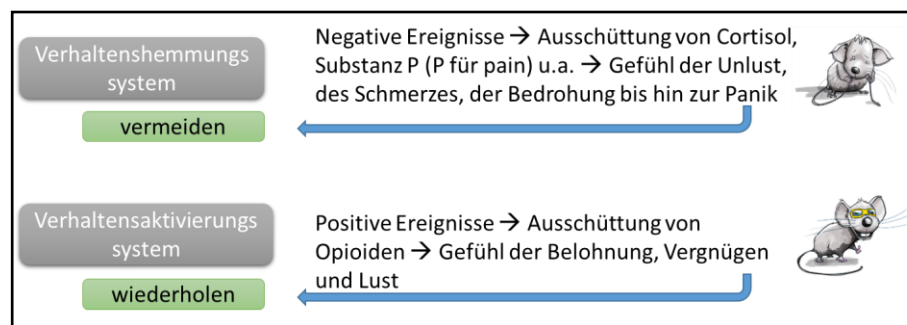 Verhaltenshemmungs
system
vermeiden
Negative Ereignisse → Ausschüttung von Cortisol,
Substanz P (P für pain) u.a. → Gefühl der Unlust,
des Schmerzes, der Bedrohung bis hin zur Panik
Verhaltensaktivierungs
system
wiederholen
Positive Ereignisse → Ausschüttung von
Opioiden → Gefühl der Belohnung, Vergnügen
und Lust